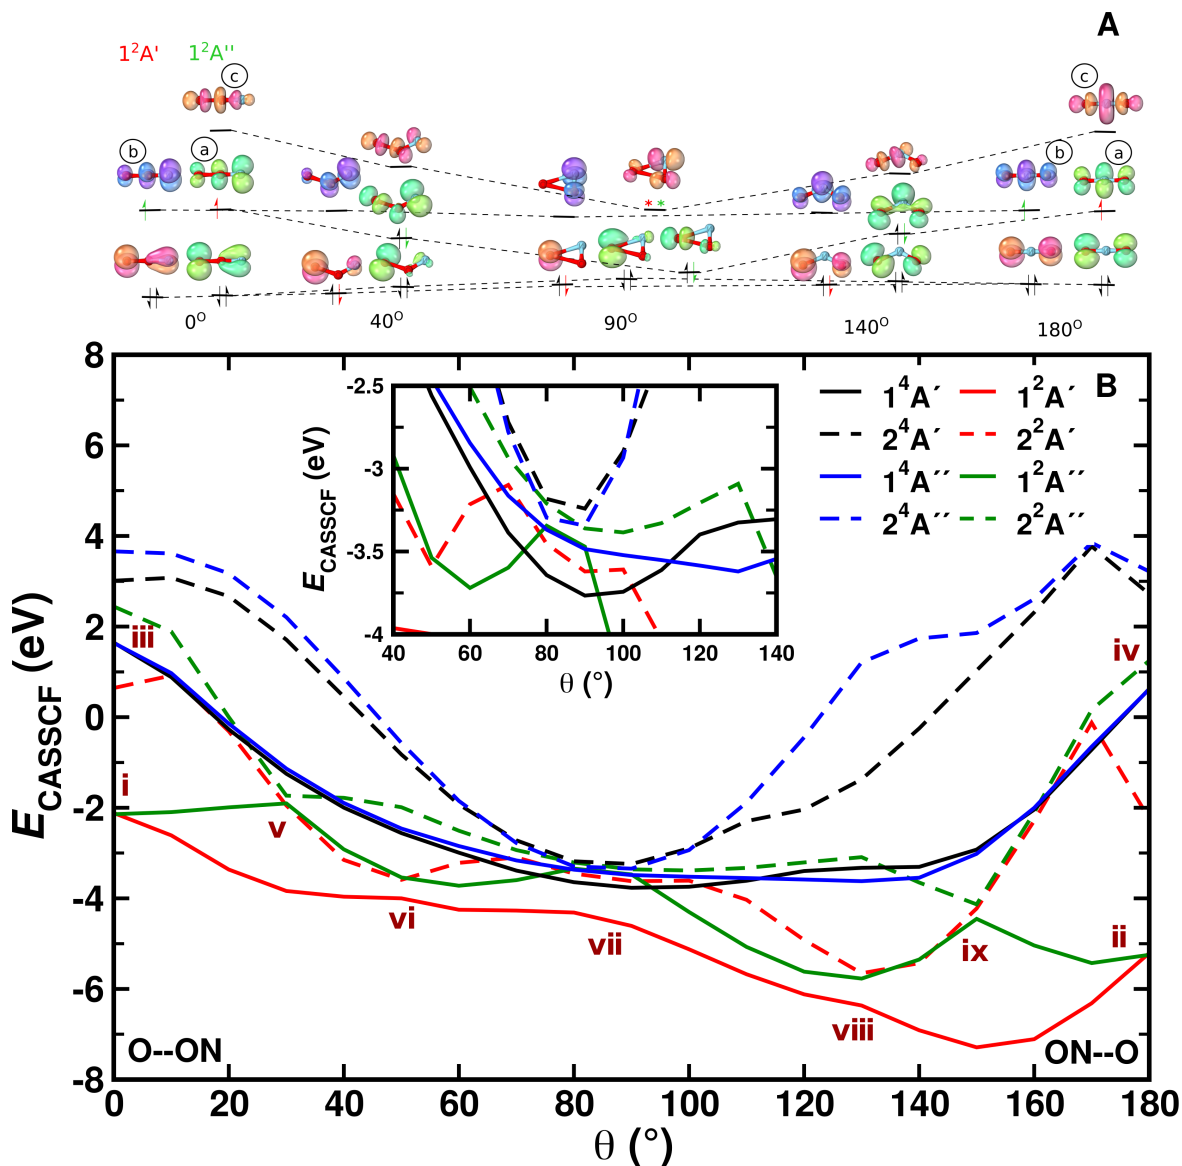 A
1²A' 1²A''
c c
b a b a
* *
0° 40° 90° 140° 180°
B
1⁴A′ 1²A′
2⁴A′ 2²A′
1⁴A′′ 1²A′′
2⁴A′′ 2²A′′
-2.5
-3
-3.5
-4
E_CASSCF (eV)
40 60 80 100 120 140
θ (°)
8
6
4
2
0
-2
-4
-6
-8
E_CASSCF (eV)
iii
iv
i
v
vi
vii
ix
ii
viii
O--ON
ON--O
0 20 40 60 80 100 120 140 160 180
θ (°)